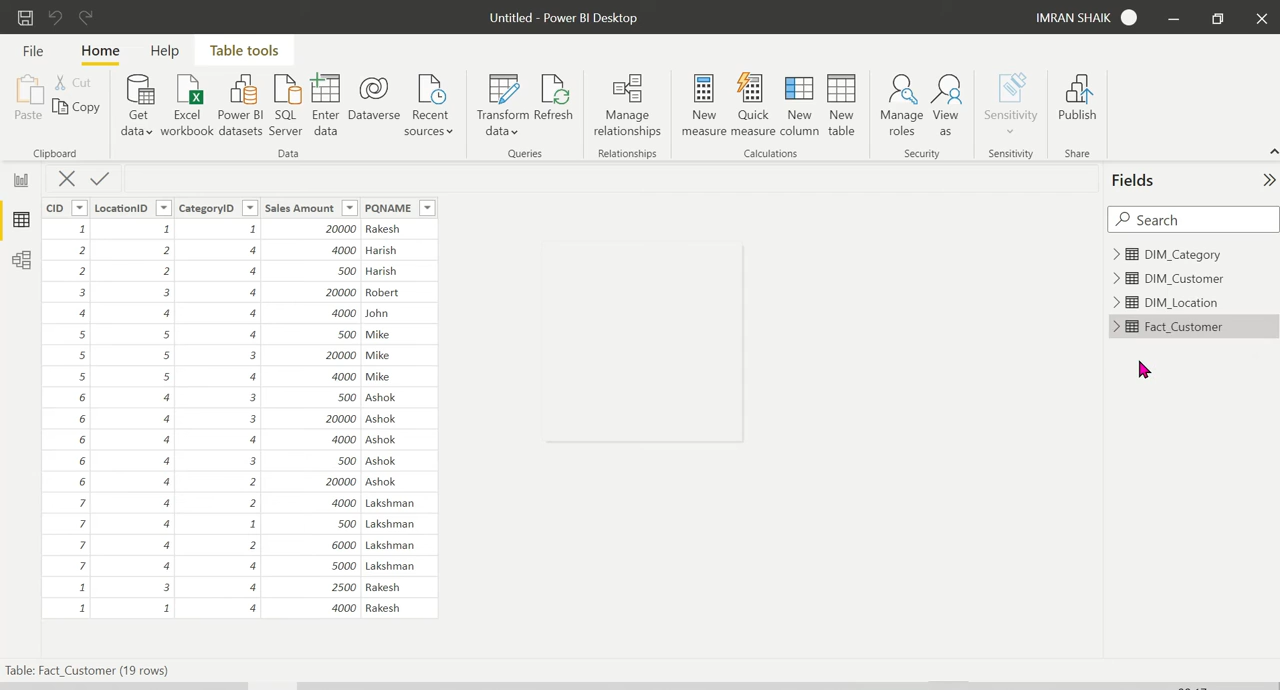 Untitled - Power BI Desktop
IMRAN SHAIK
File
Home
Help
Table tools
Paste
Cut
Copy
Get data
Excel workbook
Power BI datasets
SQL Server
Enter data
Dataverse
Recent sources
Transform data
Refresh
Manage relationships
New measure
Quick measure
New column
New table
Manage roles
View as
Sensitivity
Publish
Clipboard
Data
Queries
Relationships
Calculations
Security
Sensitivity
Share
CID LocationID CategoryID Sales Amount PQNAME
1 1 1 20000 Rakesh
2 2 4 4000 Harish
2 2 4 500 Harish
3 3 4 20000 Robert
4 4 4 4000 John
5 5 4 500 Mike
5 5 3 20000 Mike
5 5 4 4000 Mike
6 4 3 500 Ashok
6 4 3 20000 Ashok
6 4 4 4000 Ashok
6 4 3 500 Ashok
6 4 2 20000 Ashok
7 4 2 4000 Lakshman
7 4 1 500 Lakshman
7 4 2 6000 Lakshman
7 4 4 5000 Lakshman
1 3 4 2500 Rakesh
1 1 4 4000 Rakesh
Fields
Search
DIM_Category
DIM_Customer
DIM_Location
Fact_Customer
Table: Fact_Customer (19 rows)